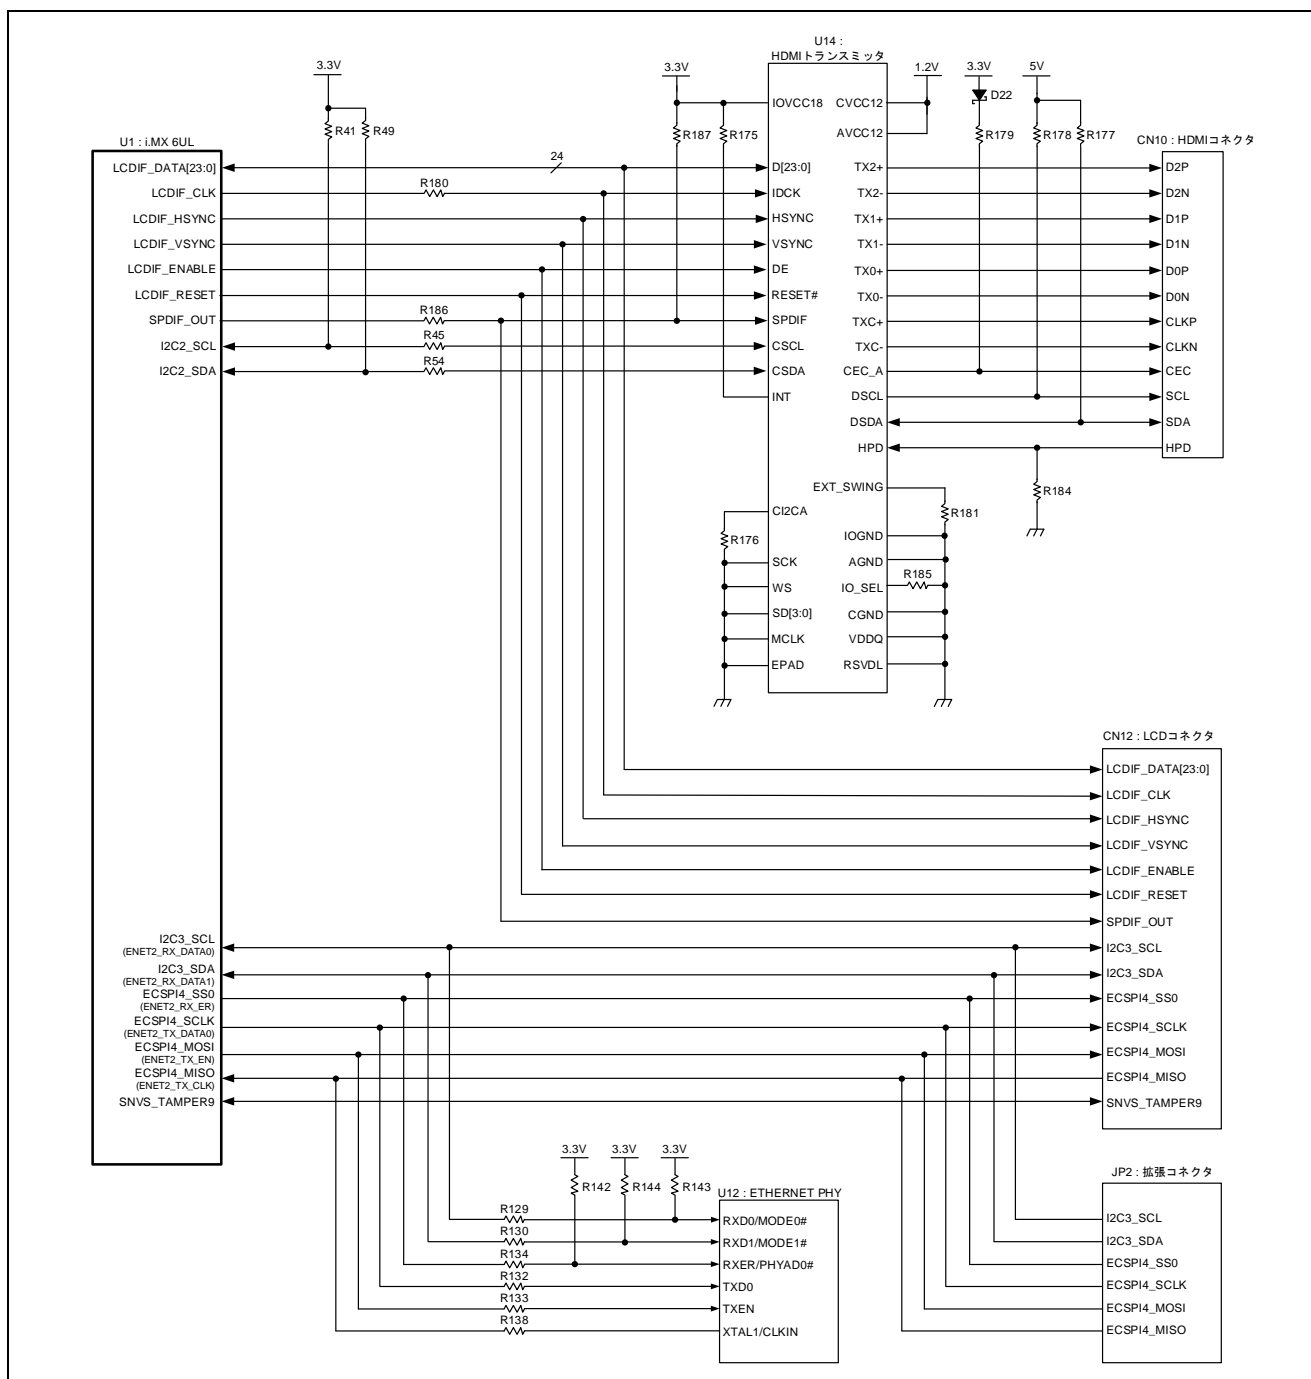 U14 :
HDMIトランスミッタ
3.3V
3.3V
1.2V
3.3V
5V
D22
IOVCC18
CVCC12
R41
R49
R187
R175
AVCC12
R179
R178
R177
U1 : i.MX 6UL
CN10 : HDMIコネクタ
LCDIF_DATA[23:0]
24
D[23:0]
TX2+
D2P
LCDIF_CLK
R180
IDCK
TX2-
D2N
LCDIF_HSYNC
HSYNC
TX1+
D1P
LCDIF_VSYNC
VSYNC
TX1-
D1N
LCDIF_ENABLE
DE
TX0+
D0P
LCDIF_RESET
RESET#
TX0-
D0N
SPDIF_OUT
R186
SPDIF
TXC+
CLKP
I2C2_SCL
R45
CSCL
TXC-
CLKN
I2C2_SDA
R54
CSDA
CEC_A
CEC
INT
DSCL
SCL
DSDA
SDA
HPD
HPD
EXT_SWING
R184
CI2CA
R181
R176
IOGND
SCK
AGND
WS
IO_SEL
R185
SD[3:0]
CGND
MCLK
VDDQ
EPAD
RSVDL
CN12 : LCDコネクタ
LCDIF_DATA[23:0]
LCDIF_CLK
LCDIF_HSYNC
LCDIF_VSYNC
LCDIF_ENABLE
LCDIF_RESET
SPDIF_OUT
I2C3_SCL
(ENET2_RX_DATA0)
I2C3_SCL
I2C3_SDA
(ENET2_RX_DATA1)
I2C3_SDA
ECSPI4_SS0
(ENET2_RX_ER)
ECSPI4_SS0
ECSPI4_SCLK
(ENET2_TX_DATA0)
ECSPI4_SCLK
ECSPI4_MOSI
(ENET2_TX_EN)
ECSPI4_MOSI
ECSPI4_MISO
(ENET2_TX_CLK)
ECSPI4_MISO
SNVS_TAMPER9
SNVS_TAMPER9
3.3V
3.3V
3.3V
R142
R144
R143
U12 : ETHERNET PHY
JP2 : 拡張コネクタ
R129
RXD0/MODE0#
I2C3_SCL
R130
RXD1/MODE1#
I2C3_SDA
R134
RXER/PHYAD0#
ECSPI4_SS0
R132
TXD0
ECSPI4_SCLK
R133
TXEN
ECSPI4_MOSI
R138
XTAL1/CLKIN
ECSPI4_MISO